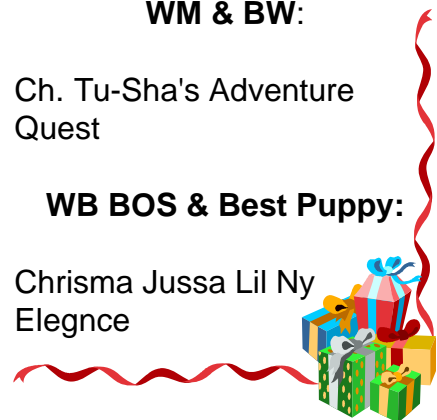 WM & BW:
Ch. Tu-Sha's Adventure
Quest
WB BOS & Best Puppy:
Chrisma Jussa Lil Ny
Elegnce